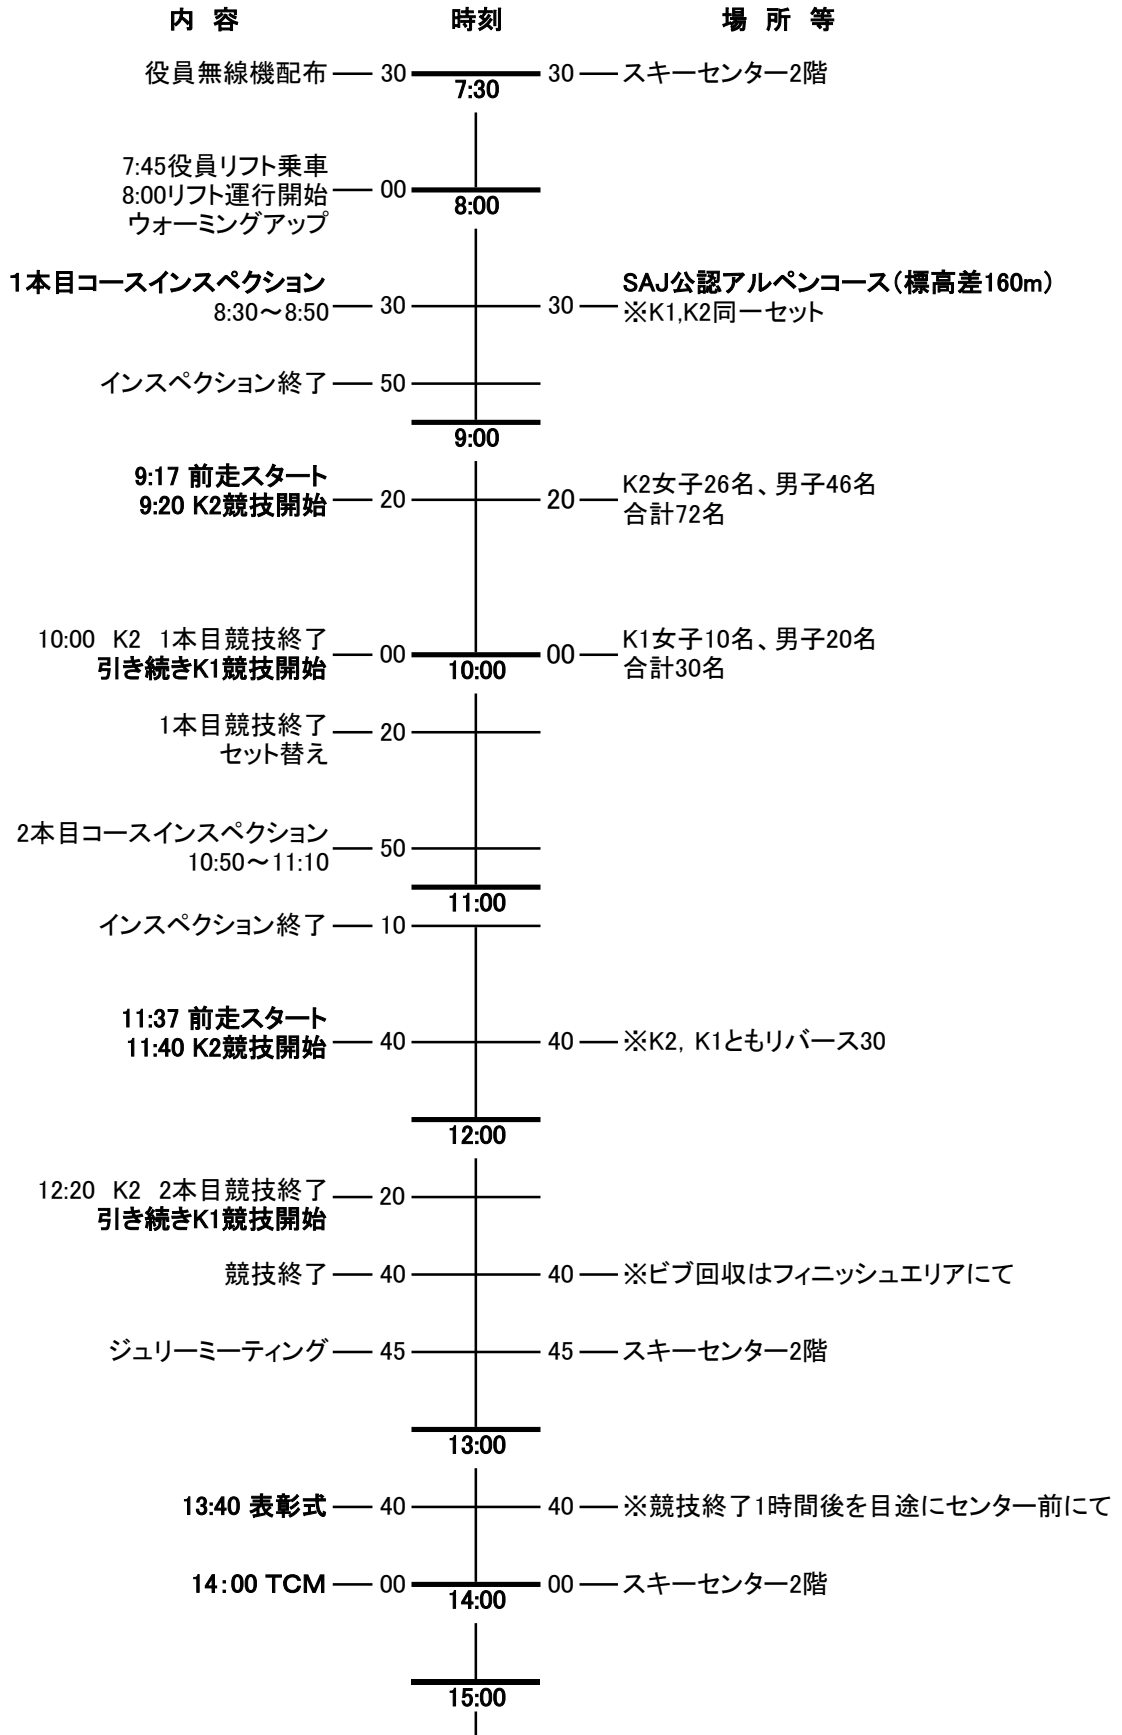 内 容 時刻 場 所 等
役員無線機配布 30 30 スキーセンター2階
7:30
7:45役員リフト乗車
8:00リフト運行開始 00
8:00
ウォーミングアップ
1本目コースインスペクション SAJ公認アルペンコース（標高差160m）
8:30～8:50 30 30 ※K1,K2同一セット
インスペクション終了 50
9:00
9:17 前走スタート K2女子26名、男子46名
9:20 K2競技開始 20 20 合計72名
10:00 K2 1本目競技終了 K1女子10名、男子20名
00 00
引き続きK1競技開始 10:00 合計30名
1本目競技終了 20
セット替え
2本目コースインスペクション 50
10:50～11:10
11:00
インスペクション終了 10
11:37 前走スタート
11:40 K2競技開始 40 40 ※K2, K1ともリバース30
12:00
12:20 K2 2本目競技終了 20
引き続きK1競技開始
競技終了 40 40 ※ビブ回収はフィニッシュエリアにて
ジュリーミーティング 45 45 スキーセンター2階
13:00
13:40 表彰式 40 40 ※競技終了1時間後を目途にセンター前にて
14：00 TCM 00 00 スキーセンター2階
14:00
15:00